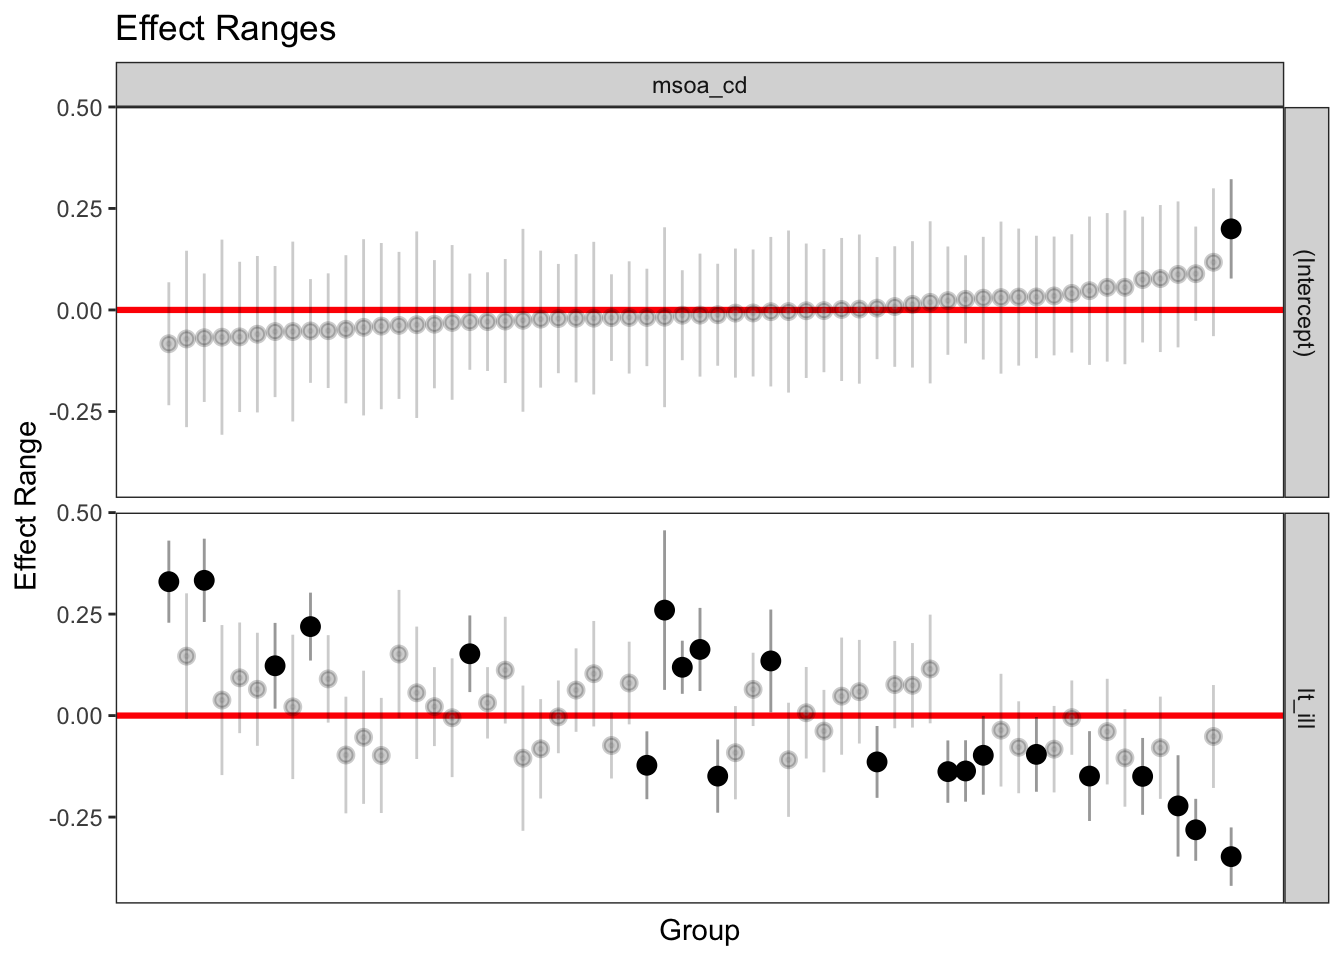 Effect Ranges
msoa_cd
0.50
0.25
0.00
-0.25
(Intercept)
Effect Range
0.50
0.25
0.00
-0.25
lt_ill
Group